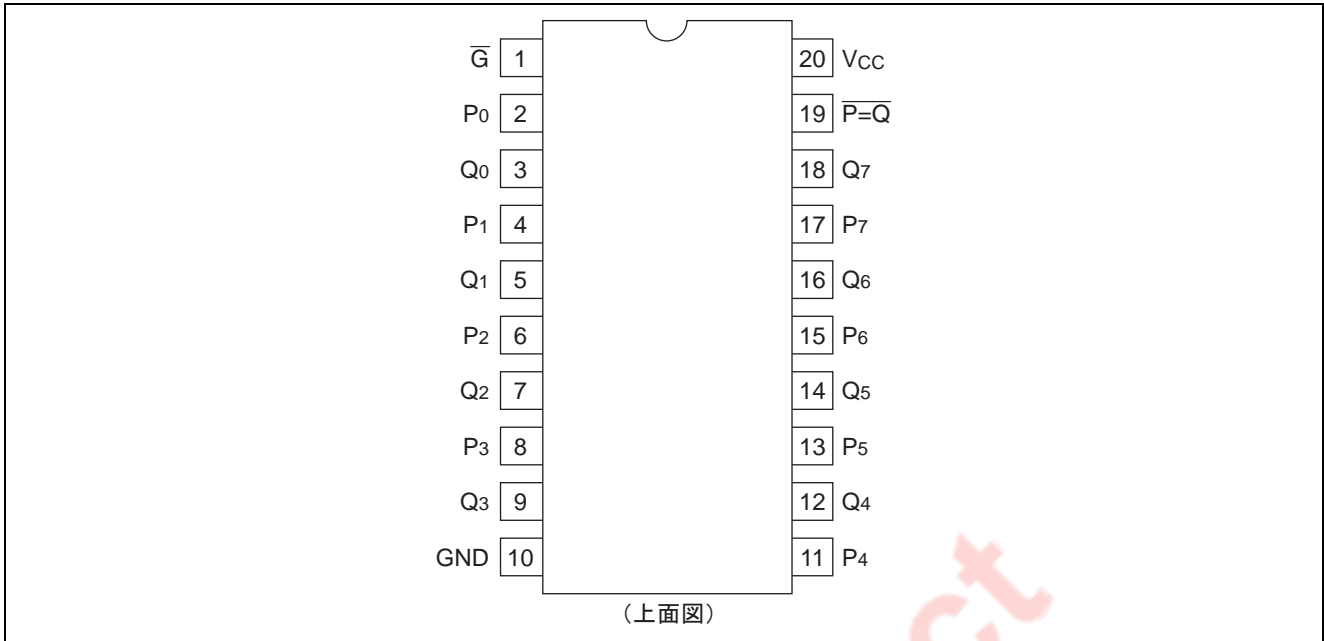 G̅ 1 20 VCC
P0 2 19 P̅=̅Q̅
Q0 3 18 Q7
P1 4 17 P7
Q1 5 16 Q6
P2 6 15 P6
Q2 7 14 Q5
P3 8 13 P5
Q3 9 12 Q4
GND 10 11 P4
(上面図)
ct